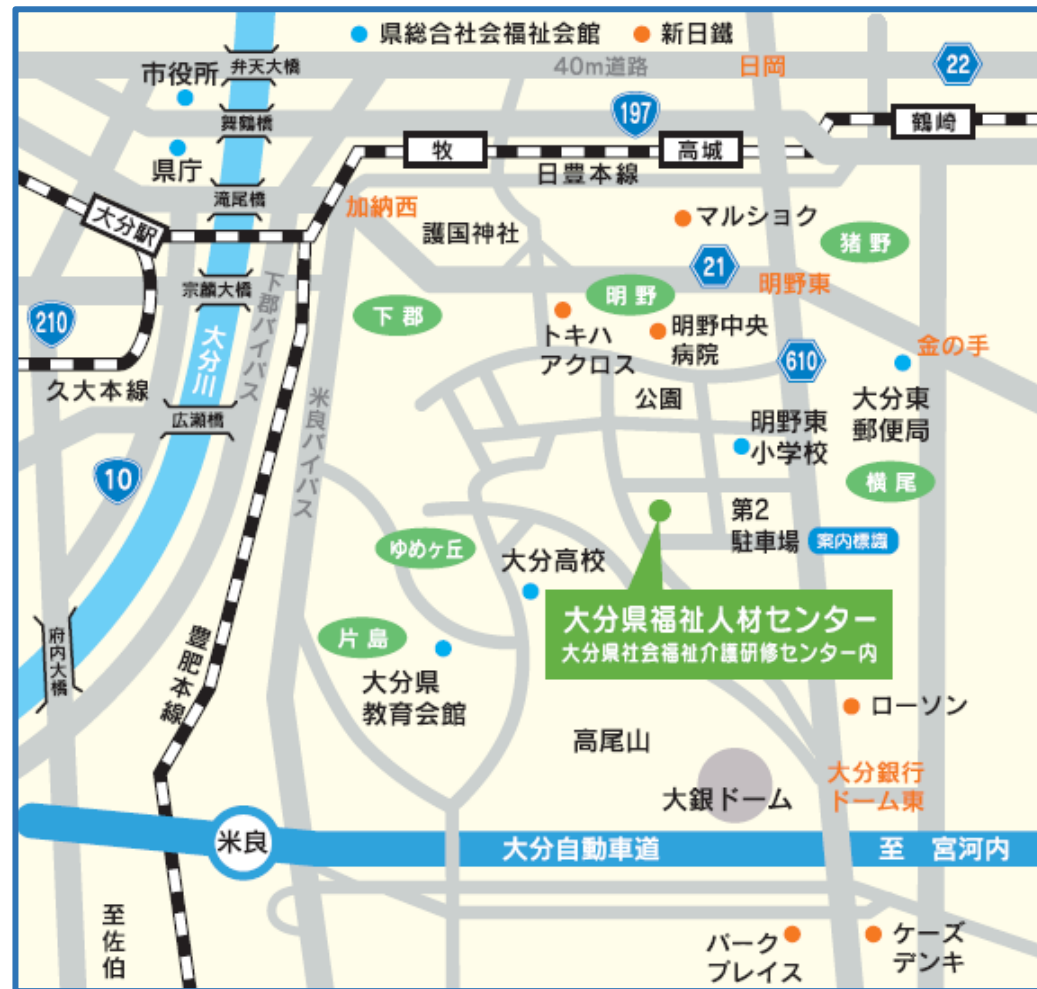 県総合社会福祉会館
新日鐵
市役所
弁天大橋
40m道路
日岡
22
舞鶴橋
197
鶴崎
県庁
牧
高城
日豊本線
滝尾橋
大分駅
加納西
護国神社
マルショク
猪野
21
明野東
宗麟大橋
下郡バイパス
下郡
明野
210
大分川
トキハ
アクロス
明野中央
病院
610
金の手
久大本線
米良バイパス
公園
大分東
郵便局
広瀬橋
明野東
小学校
10
横尾
第2
駐車場
案内標識
ゆめヶ丘
大分高校
大分県福祉人材センター
大分県社会福祉介護研修センター内
府内大橋
豊肥本線
片島
大分県
教育会館
ローソン
高尾山
大分銀行
ドーム東
大銀ドーム
米良
大分自動車道
至 宮河内
至佐伯
パーク
プレイス
ケーズ
デンキ